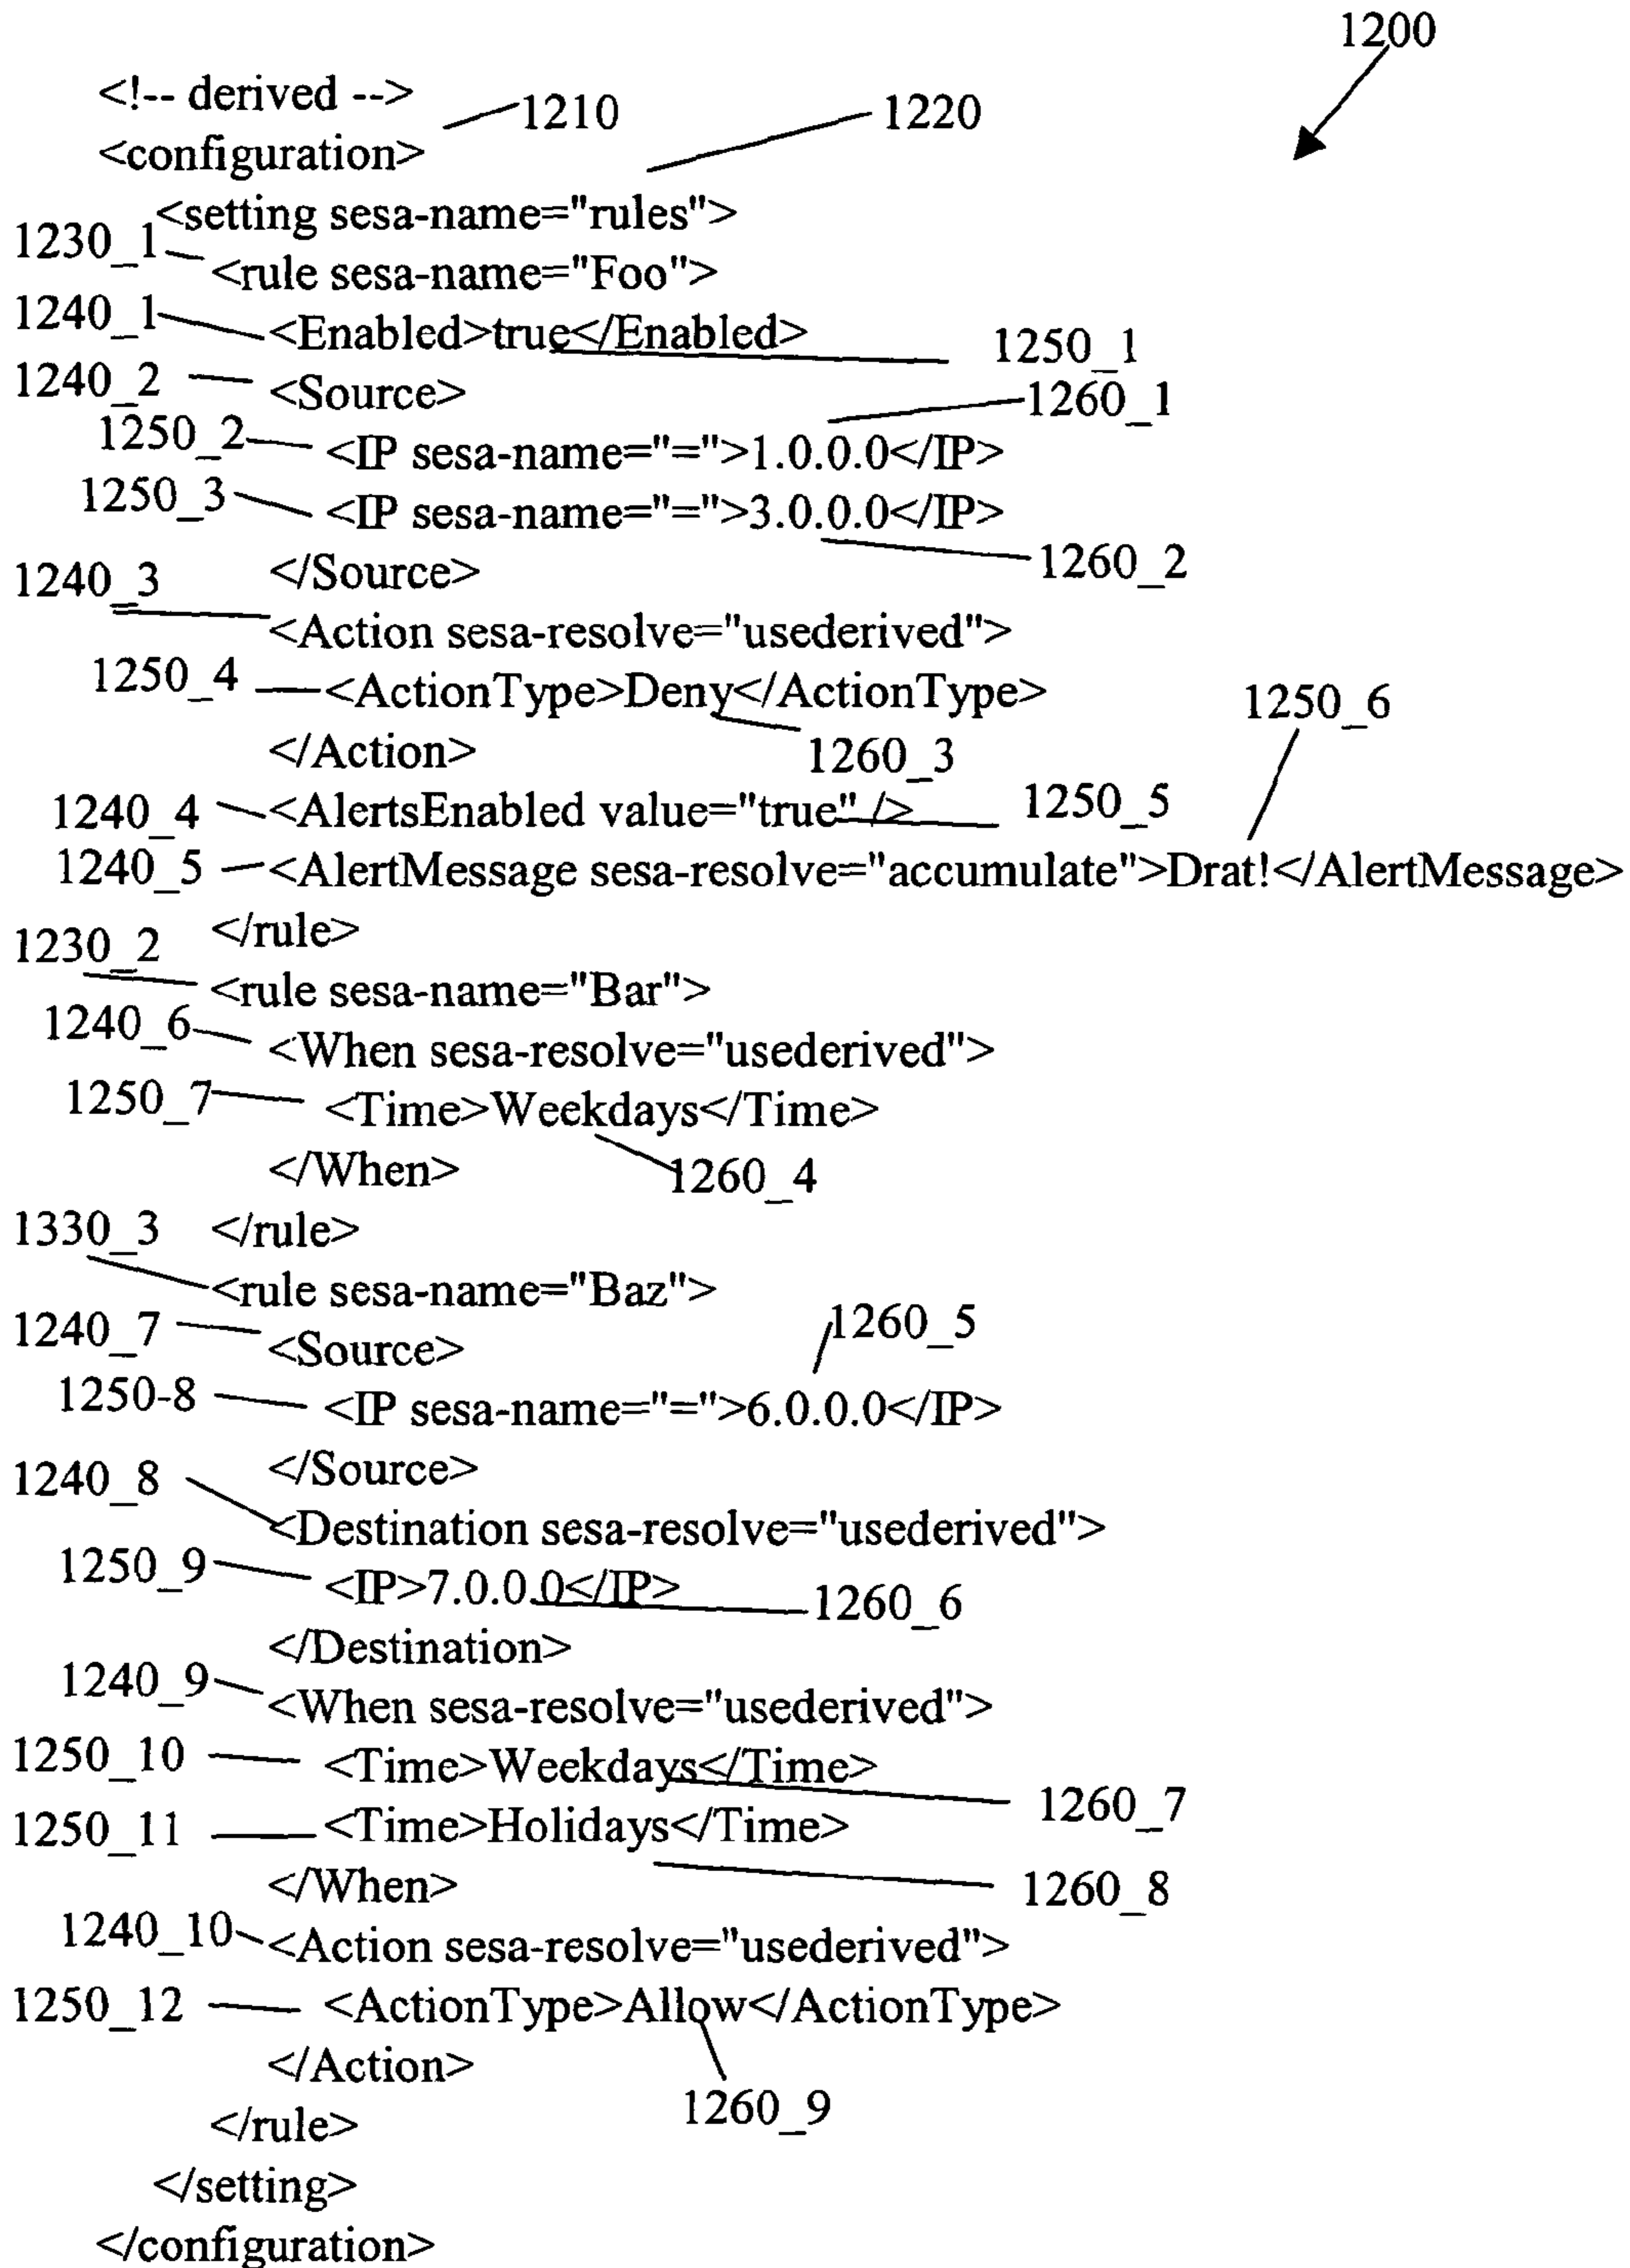 1200
<!-- derived -->
1210
1220
<configuration>
<setting sesa-name="rules">
1230_1
<rule sesa-name="Foo">
1240_1
<Enabled>true</Enabled>
1250_1
1240_2
<Source>
1260_1
1250_2
<IP sesa-name="=">1.0.0.0</IP>
1250_3
<IP sesa-name="=">3.0.0.0</IP>
1260_2
1240_3
</Source>
<Action sesa-resolve="usederived">
1250_4
<ActionType>Deny</ActionType>
1250_6
</Action>
1260_3
1240_4
<AlertsEnabled value="true" />
1250_5
1240_5
<AlertMessage sesa-resolve="accumulate">Drat!</AlertMessage>
</rule>
1230_2
<rule sesa-name="Bar">
1240_6
<When sesa-resolve="usederived">
1250_7
<Time>Weekdays</Time>
</When>
1260_4
1330_3
</rule>
<rule sesa-name="Baz">
1240_7
<Source>
1260_5
1250-8
<IP sesa-name="=">6.0.0.0</IP>
1240_8
</Source>
<Destination sesa-resolve="usederived">
1250_9
<IP>7.0.0.0</IP>
1260_6
</Destination>
1240_9
<When sesa-resolve="usederived">
1250_10
<Time>Weekdays</Time>
1260_7
1250_11
<Time>Holidays</Time>
</When>
1260_8
1240_10
<Action sesa-resolve="usederived">
1250_12
<ActionType>Allow</ActionType>
</Action>
1260_9
</rule>
</setting>
</configuration>